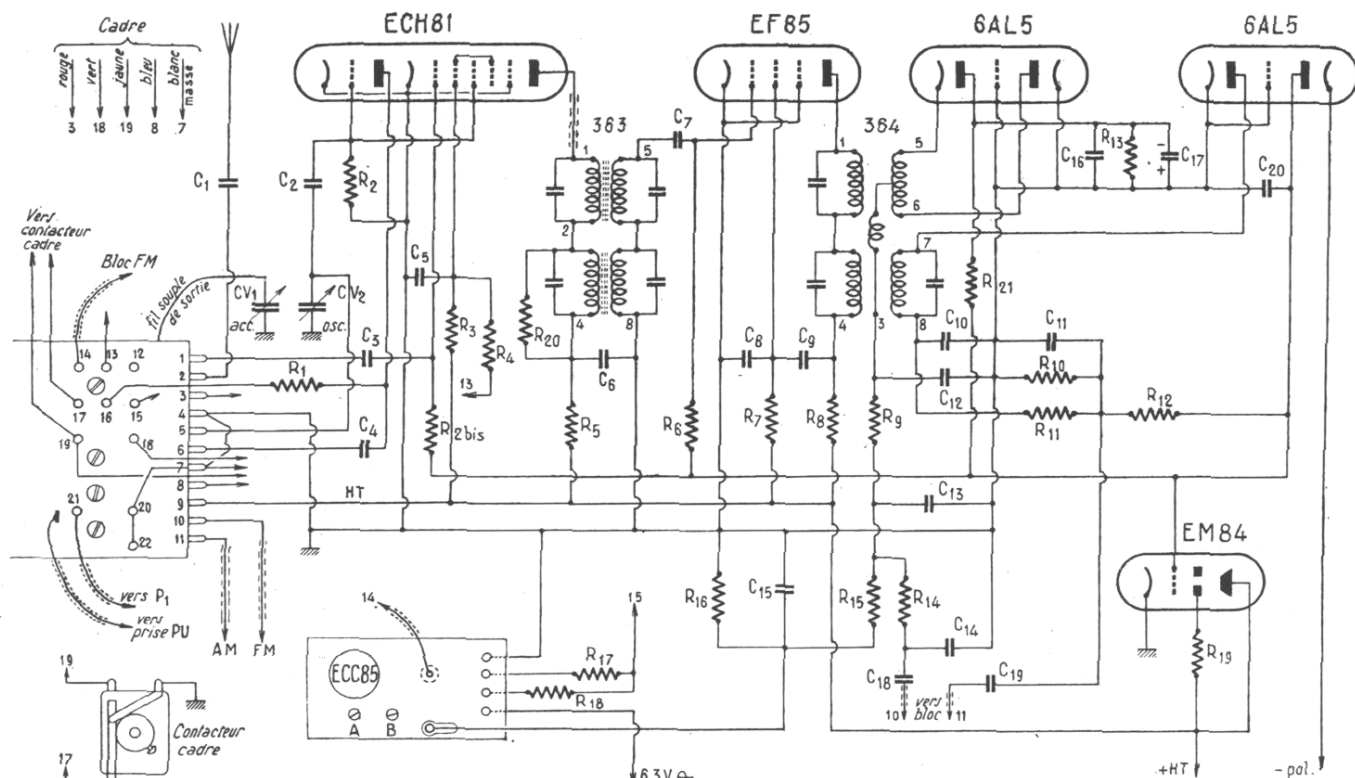 Cadre
rouge
vert
jaune
bleu
blanc
masse
3
18
19
8
7
ECH81
EF85
6AL5
6AL5
C1
C2
R2
363
C7
364
1
5
2
4
8
1
4
5
6
3
7
8
C16
R13
-
+
C17
C20
Vers
contacteur
cadre
Bloc FM
fil souple
de sortie
CV1
act.
CV2
osc.
C5
C3
R3
R4
13
R20
C6
C8
C9
R21
C10
C11
C12
R10
R11
R12
14
13
12
17
16
15
19
18
21
20
22
1
2
3
4
5
6
7
8
9
10
11
R1
C4
R2bis
R5
R6
R7
R8
R9
HT
C13
EM84
vers P1
vers
prise PU
AM
FM
14
15
ECC85
A
B
R17
R18
R16
C15
R15
R14
C14
C18
C19
10
vers
bloc
11
R19
19
17
Contacteur
cadre
6,3V
+HT
- pol.